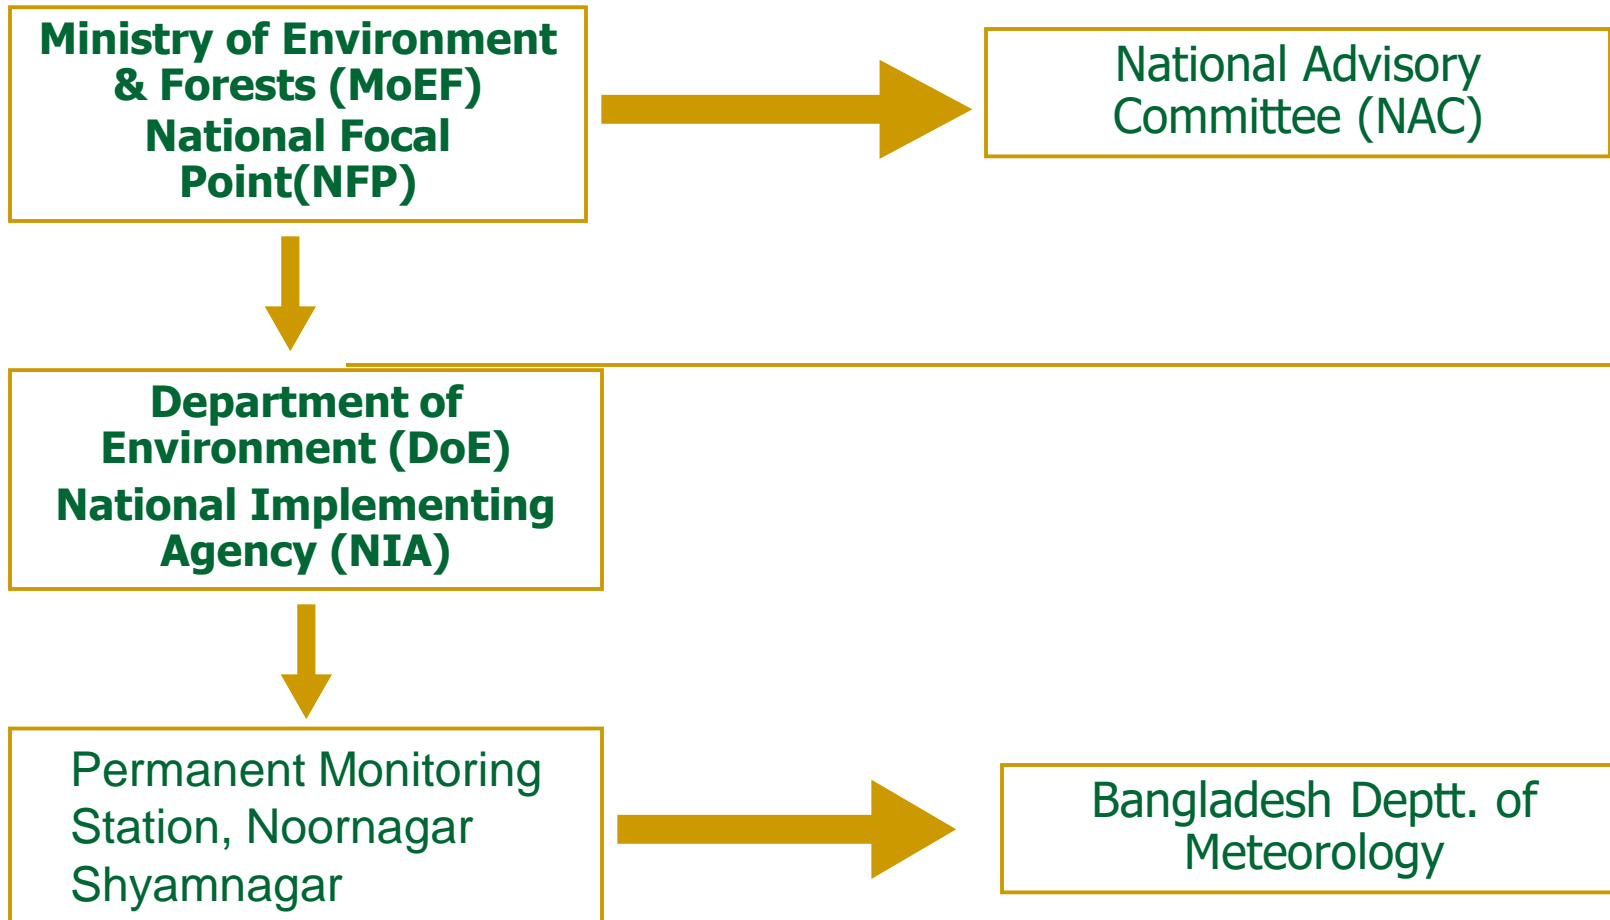 Ministry of Environment
& Forests (MoEF)
National Focal
Point(NFP)
National Advisory
Committee (NAC)
Department of
Environment (DoE)
National Implementing
Agency (NIA)
Permanent Monitoring
Station, Noornagar
Shyamnagar
Bangladesh Deptt. of
Meteorology